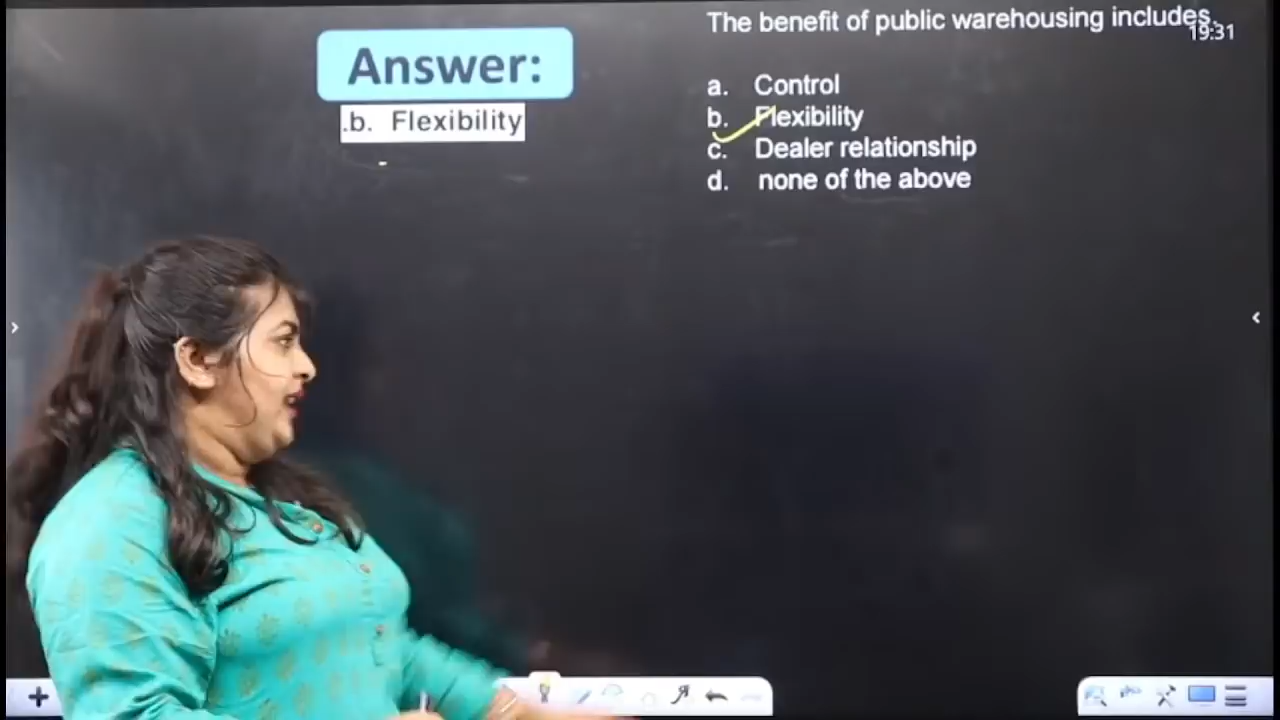 Answer:
.b. Flexibility
The benefit of public warehousing includes.
19:31
a. Control
b. Flexibility
c. Dealer relationship
d. none of the above